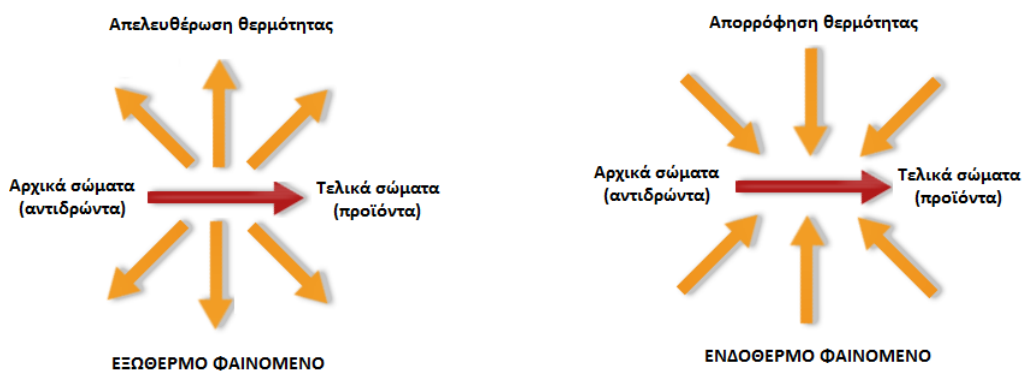 Απελευθέρωση θερμότητας
Αρχικά σώματα
(αντιδρώντα)
Τελικά σώματα
(προϊόντα)
ΕΞΩΘΕΡΜΟ ΦΑΙΝΟΜΕΝΟ
Απορρόφηση θερμότητας
Αρχικά σώματα
(αντιδρώντα)
Τελικά σώματα
(προϊόντα)
ΕΝΔΟΘΕΡΜΟ ΦΑΙΝΟΜΕΝΟ